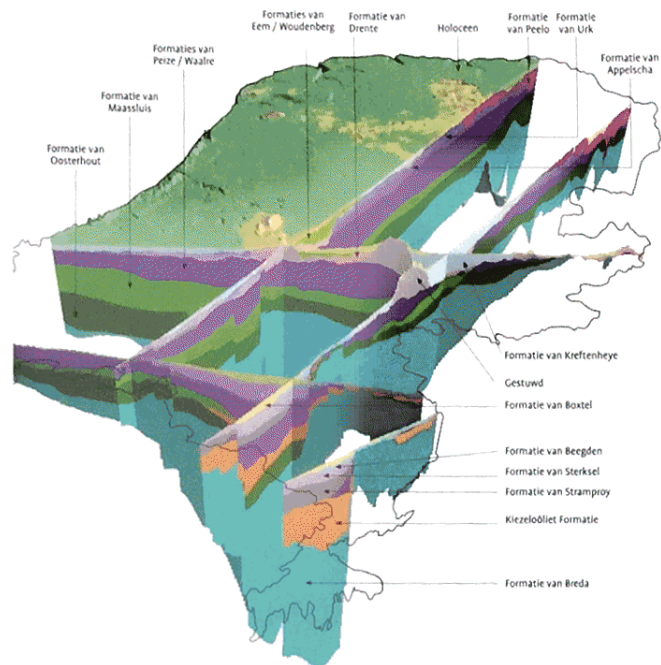 Formaties van
Eem / Woudenberg
Formatie van
Drente
Holoceen
Formatie
van Peelo
Formatie
van Urk
Formaties van
Peize / Waalre
Formatie van
Appelscha
Formatie van
Maassluis
Formatie van
Oosterhout
Formatie van Kreftenheye
Gestuwd
Formatie van Boxtel
Formatie van Beegden
Formatie van Sterksel
Formatie van Stramproy
Kiezeloôliet Formatie
Formatie van Breda